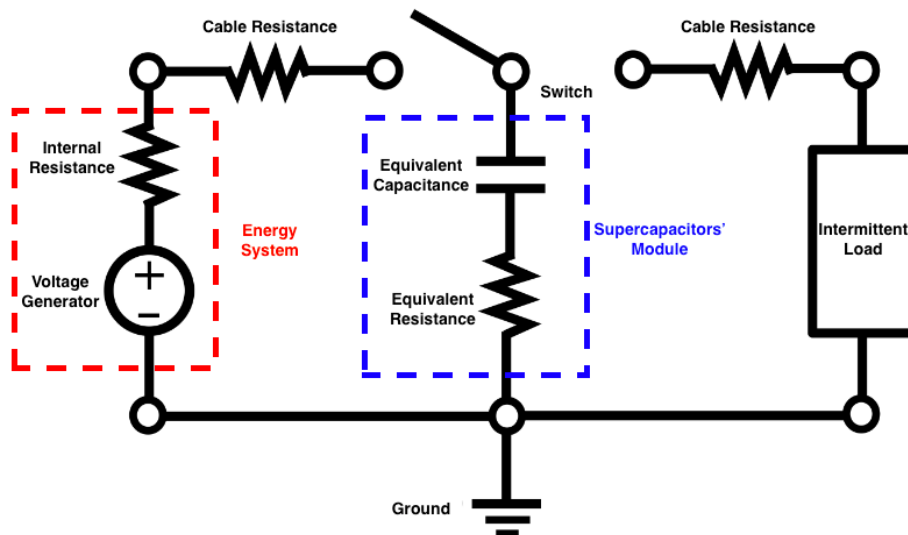 Cable Resistance
Cable Resistance
Switch
Internal
Resistance
Equivalent
Capacitance
Energy
System
Supercapacitors'
Module
Intermittent
Load
Voltage
Generator
+
−
Equivalent
Resistance
Ground